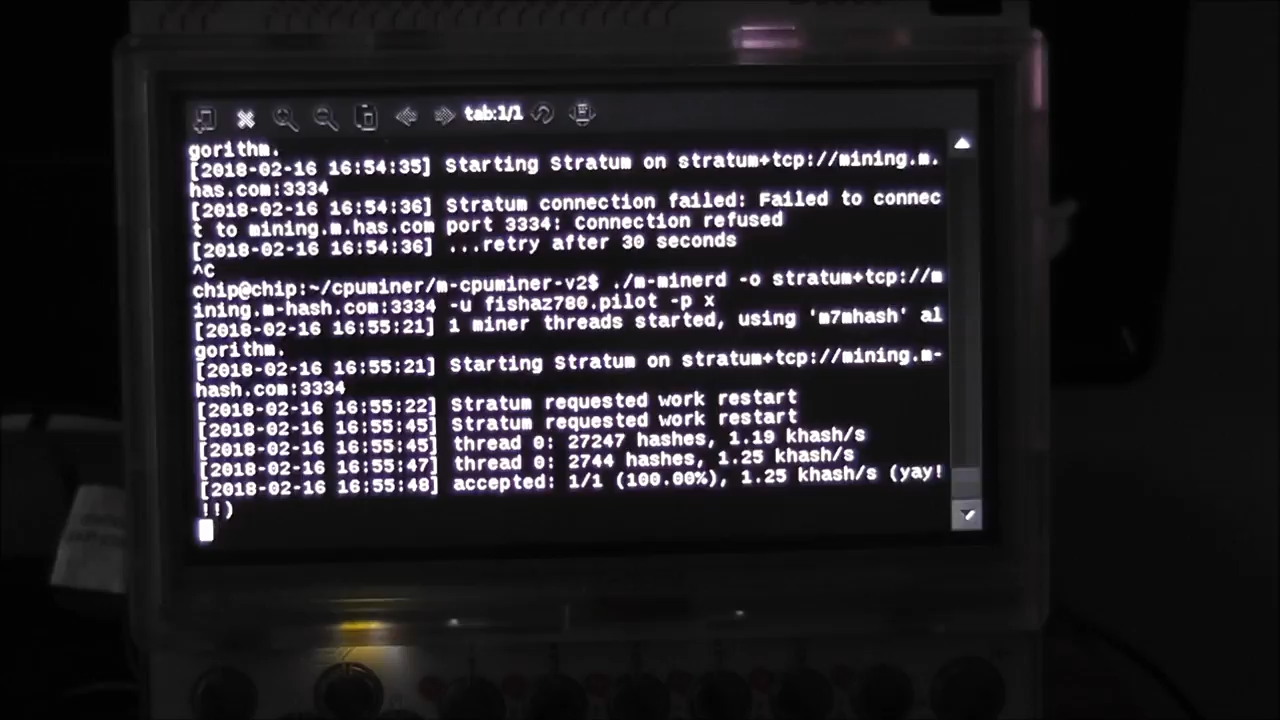 tab:1/1
gorithm.
[2018-02-16 16:54:35] Starting Stratum on stratum+tcp://mining.m.
has.com:3334
[2018-02-16 16:54:36] Stratum connection failed: Failed to connec
t to mining.m.has.com port 3334: Connection refused
[2018-02-16 16:54:36] ...retry after 30 seconds
^C
chip@chip:~/cpuminer/m-cpuminer-v2$ ./m-minerd -o stratum+tcp://m
ining.m-hash.com:3334 -u fishaz780.pilot -p x
[2018-02-16 16:55:21] 1 miner threads started, using 'm7mhash' al
gorithm.
[2018-02-16 16:55:21] Starting Stratum on stratum+tcp://mining.m-
hash.com:3334
[2018-02-16 16:55:22] Stratum requested work restart
[2018-02-16 16:55:45] Stratum requested work restart
[2018-02-16 16:55:45] thread 0: 27247 hashes, 1.19 khash/s
[2018-02-16 16:55:47] thread 0: 2744 hashes, 1.25 khash/s
[2018-02-16 16:55:48] accepted: 1/1 (100.00%), 1.25 khash/s (yay!
!!)